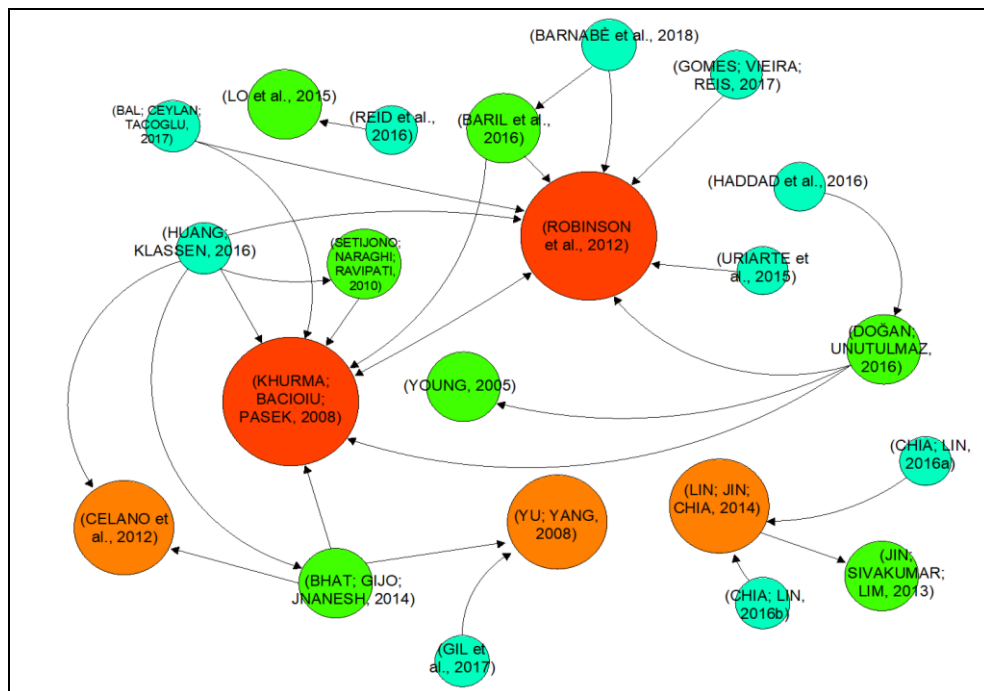 (BARNABÈ et al., 2018)
(GOMES; VIEIRA;
REIS, 2017)
(LO et al., 2015)
(REID et al.,
2016)
(BAL; CEYLAN;
TACOGLU,
2017)
(BARIL et al.,
2016)
(HADDAD et al., 2016)
(ROBINSON
et al., 2012)
(HUANG;
KLASSEN, 2016)
(SETIJONO;
NARAGHI;
RAVIPATI,
2010)
(URIARTE et
al., 2015)
(DOĞAN;
UNUTULMAZ,
2016)
(KHURMA;
BACIOIU;
PASEK, 2008)
(YOUNG, 2005)
(CHIA; LIN,
2016a)
(LIN; JIN;
CHIA, 2014)
(CELANO et
al., 2012)
(YU; YANG,
2008)
(JIN;
SIVAKUMAR;
LIM, 2013)
(BHAT; GIJO;
JNANESH, 2014)
(CHIA; LIN,
2016b)
(GIL et
al., 2017)